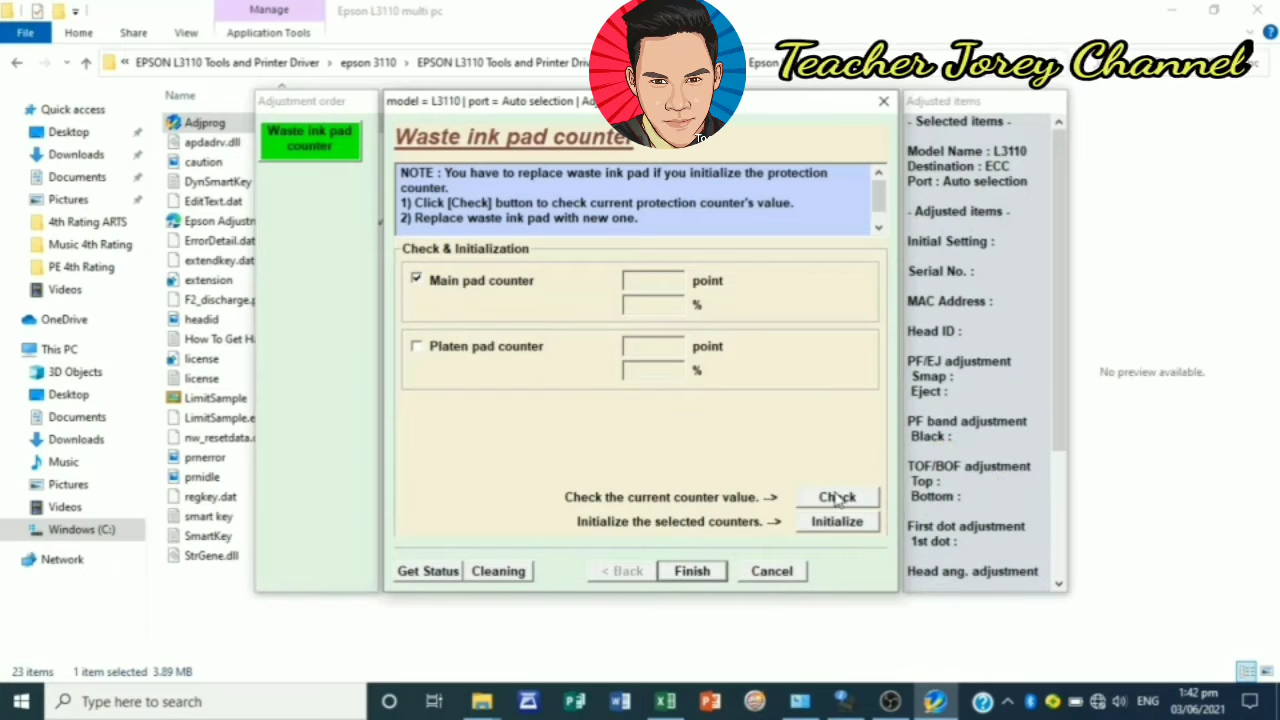 Manage
Epson L3110 multi pc
File
Home
Share
View
Application Tools
« EPSON L3110 Tools and Printer Driver › epson 3110 › EPSON L3110 Tools and Printer
Teacher Jorey Channel
Quick access
Desktop
Downloads
Documents
Pictures
4th Rating ARTS
Music 4th Rating
PE 4th Rating
Videos
OneDrive
This PC
3D Objects
Desktop
Documents
Downloads
Music
Pictures
Videos
Windows (C:)
Network
Name
Adjprog
apdadrv.dll
caution
DynSmartKey
EditText.dat
Epson Adjustm
ErrorDetail.dat
extendkey.dat
extension
F2_discharge.p
headid
How To Get Ha
license
license
LimitSample
LimitSample.e
nw_resetdata.c
prnerror
prnidle
regkey.dat
smart key
SmartKey
StrGene.dll
Adjustment order
Waste ink pad
counter
model = L3110 | port = Auto selection |
Waste ink pad counter
NOTE : You have to replace waste ink pad if you initialize the protection
counter.
1) Click [Check] button to check current protection counter's value.
2) Replace waste ink pad with new one.
Check & Initialization
Main pad counter
point
%
Platen pad counter
point
%
Check the current counter value. -->
Check
Initialize the selected counters. -->
Initialize
Get Status
Cleaning
< Back
Finish
Cancel
Adjusted items
- Selected items -
Model Name : L3110
Destination : ECC
Port : Auto selection
- Adjusted items -
Initial Setting :
Serial No. :
MAC Address :
Head ID :
PF/EJ adjustment
Smap :
Eject :
PF band adjustment
Black :
TOF/BOF adjustment
Top :
Bottom :
First dot adjustment
1st dot :
Head ang. adjustment
No preview available.
23 items
1 item selected 3.89 MB
Type here to search
ENG
1:42 pm
03/06/2021